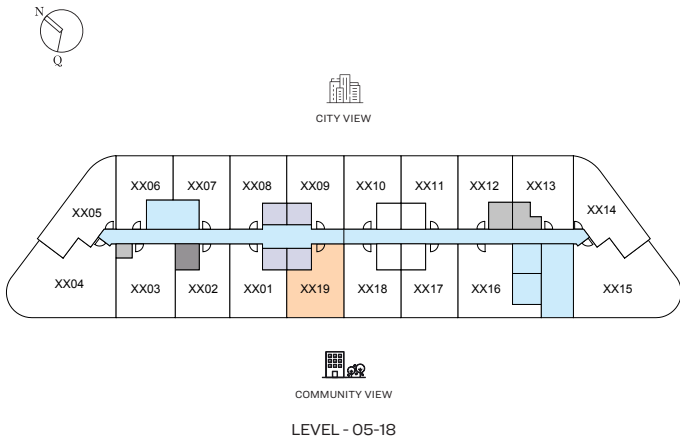 N
Q
CITY VIEW
XX06 XX07 XX08 XX09 XX10 XX11 XX12 XX13
XX05 XX14
XX04 XX03 XX02 XX01 XX19 XX18 XX17 XX16 XX15
COMMUNITY VIEW
LEVEL - 05-18